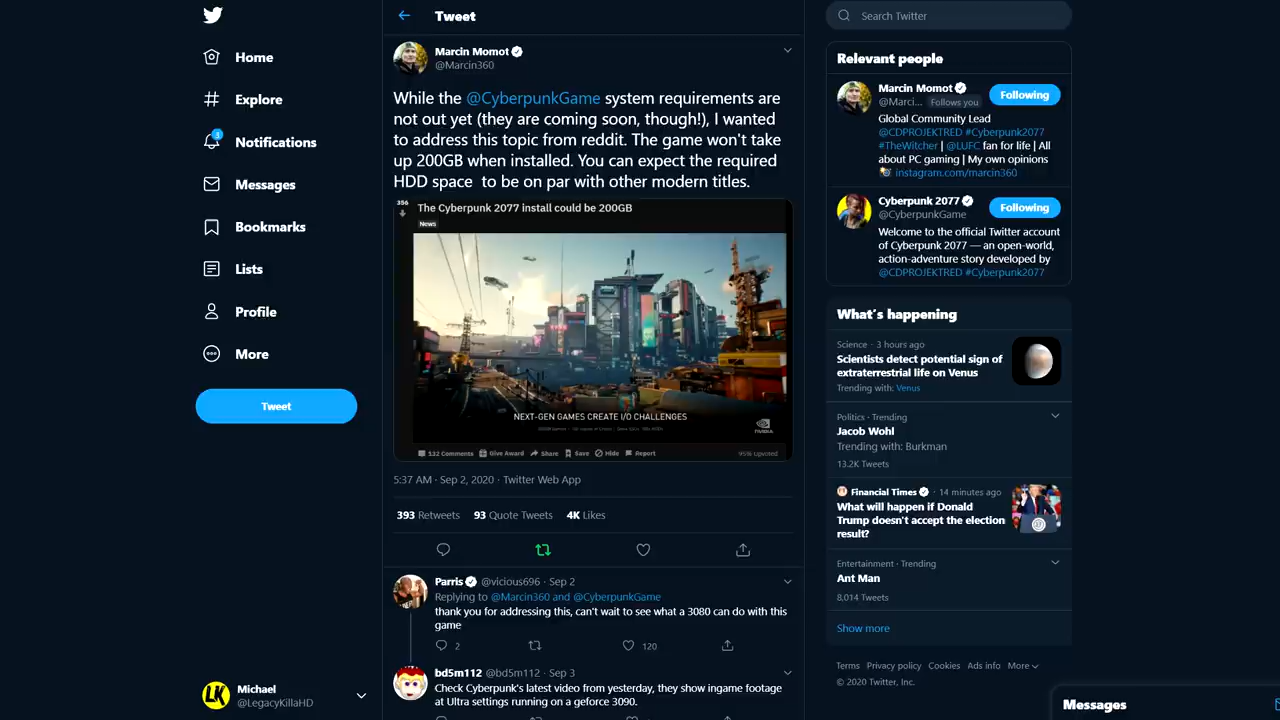 Home
Explore
3
Notifications
Messages
Bookmarks
Lists
Profile
More
Tweet
Michael
@LegacyKillaHD
Tweet
Marcin Momot
@Marcin360
While the @CyberpunkGame system requirements are
not out yet (they are coming soon, though!), I wanted
to address this topic from reddit. The game won't take
up 200GB when installed. You can expect the required
HDD space to be on par with other modern titles.
356
The Cyberpunk 2077 install could be 200GB
News
NEXT-GEN GAMES CREATE I/O CHALLENGES
NVIDIA
532 Comments Give Award Share Save Hide Report
95% Upvoted
5:37 AM · Sep 2, 2020 · Twitter Web App
393 Retweets 93 Quote Tweets 4K Likes
Parris @vicious696 · Sep 2
Replying to @Marcin360 and @CyberpunkGame
thank you for addressing this, can't wait to see what a 3080 can do with this
game
2 120
bd5m112 @bd5m112 · Sep 3
Check Cyberpunk's latest video from yesterday, they show ingame footage
at Ultra settings running on a geforce 3090.
Search Twitter
Relevant people
Marcin Momot
@Marci... Follows you
Following
Global Community Lead
@CDPROJEKTRED #Cyberpunk2077
#TheWitcher | @LUFC fan for life | All
about PC gaming | My own opinions
instagram.com/marcin360
Cyberpunk 2077
@CyberpunkGame
Following
Welcome to the official Twitter account
of Cyberpunk 2077 — an open-world,
action-adventure story developed by
@CDPROJEKTRED #Cyberpunk2077
What's happening
Science · 3 hours ago
Scientists detect potential sign of
extraterrestrial life on Venus
Trending with: Venus
Politics · Trending
Jacob Wohl
Trending with: Burkman
13.2K Tweets
Financial Times · 14 minutes ago
What will happen if Donald
Trump doesn't accept the election
result?
Entertainment · Trending
Ant Man
8,014 Tweets
Show more
Terms Privacy policy Cookies Ads info More
© 2020 Twitter, Inc.
Messages